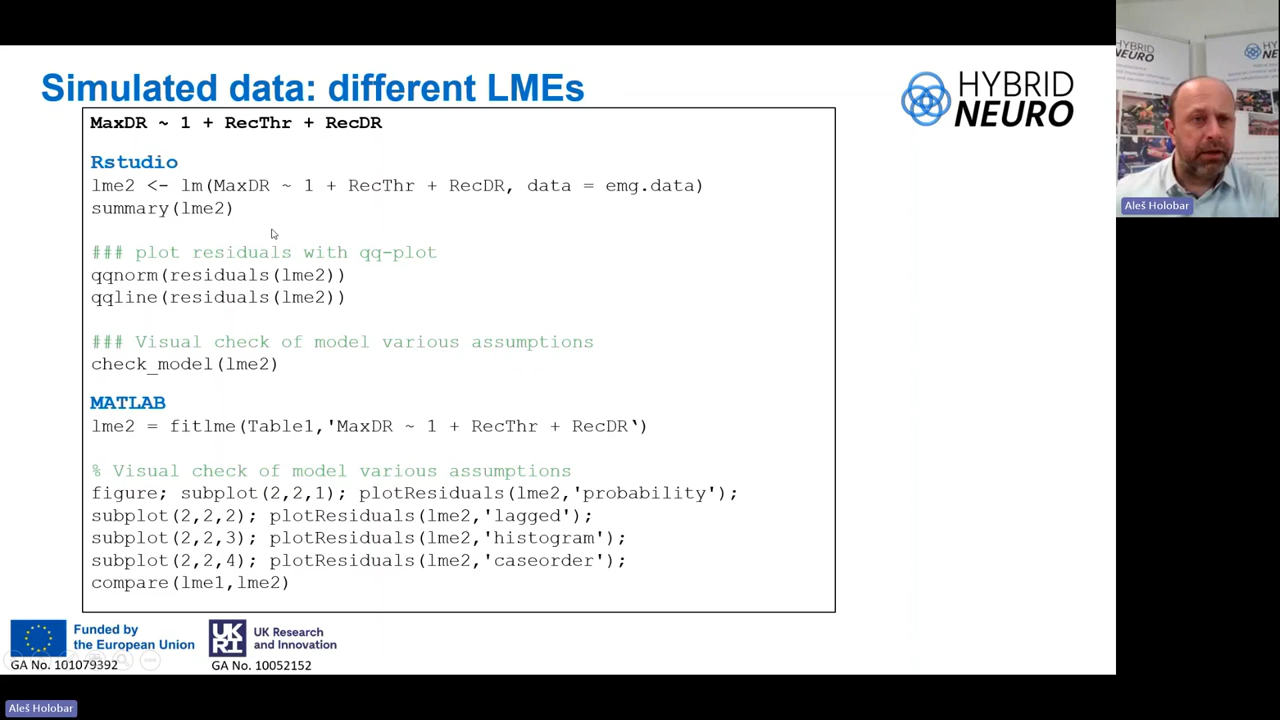 Simulated data: different LMEs
HYBRID
NEURO
MaxDR ~ 1 + RecThr + RecDR
Rstudio
lme2 <- lm(MaxDR ~ 1 + RecThr + RecDR, data = emg.data)
summary(lme2)
### plot residuals with qq-plot
qqnorm(residuals(lme2))
qqline(residuals(lme2))
### Visual check of model various assumptions
check_model(lme2)
MATLAB
lme2 = fitlme(Table1,'MaxDR ~ 1 + RecThr + RecDR‘)
% Visual check of model various assumptions
figure; subplot(2,2,1); plotResiduals(lme2,'probability');
subplot(2,2,2); plotResiduals(lme2,'lagged');
subplot(2,2,3); plotResiduals(lme2,'histogram');
subplot(2,2,4); plotResiduals(lme2,'caseorder');
compare(lme1,lme2)
Funded by
the European Union
GA No. 101079392
UK
RI
UK Research
and Innovation
GA No. 10052152
HYBRID
NEURO
HYBRID
Aleš Holobar
Aleš Holobar